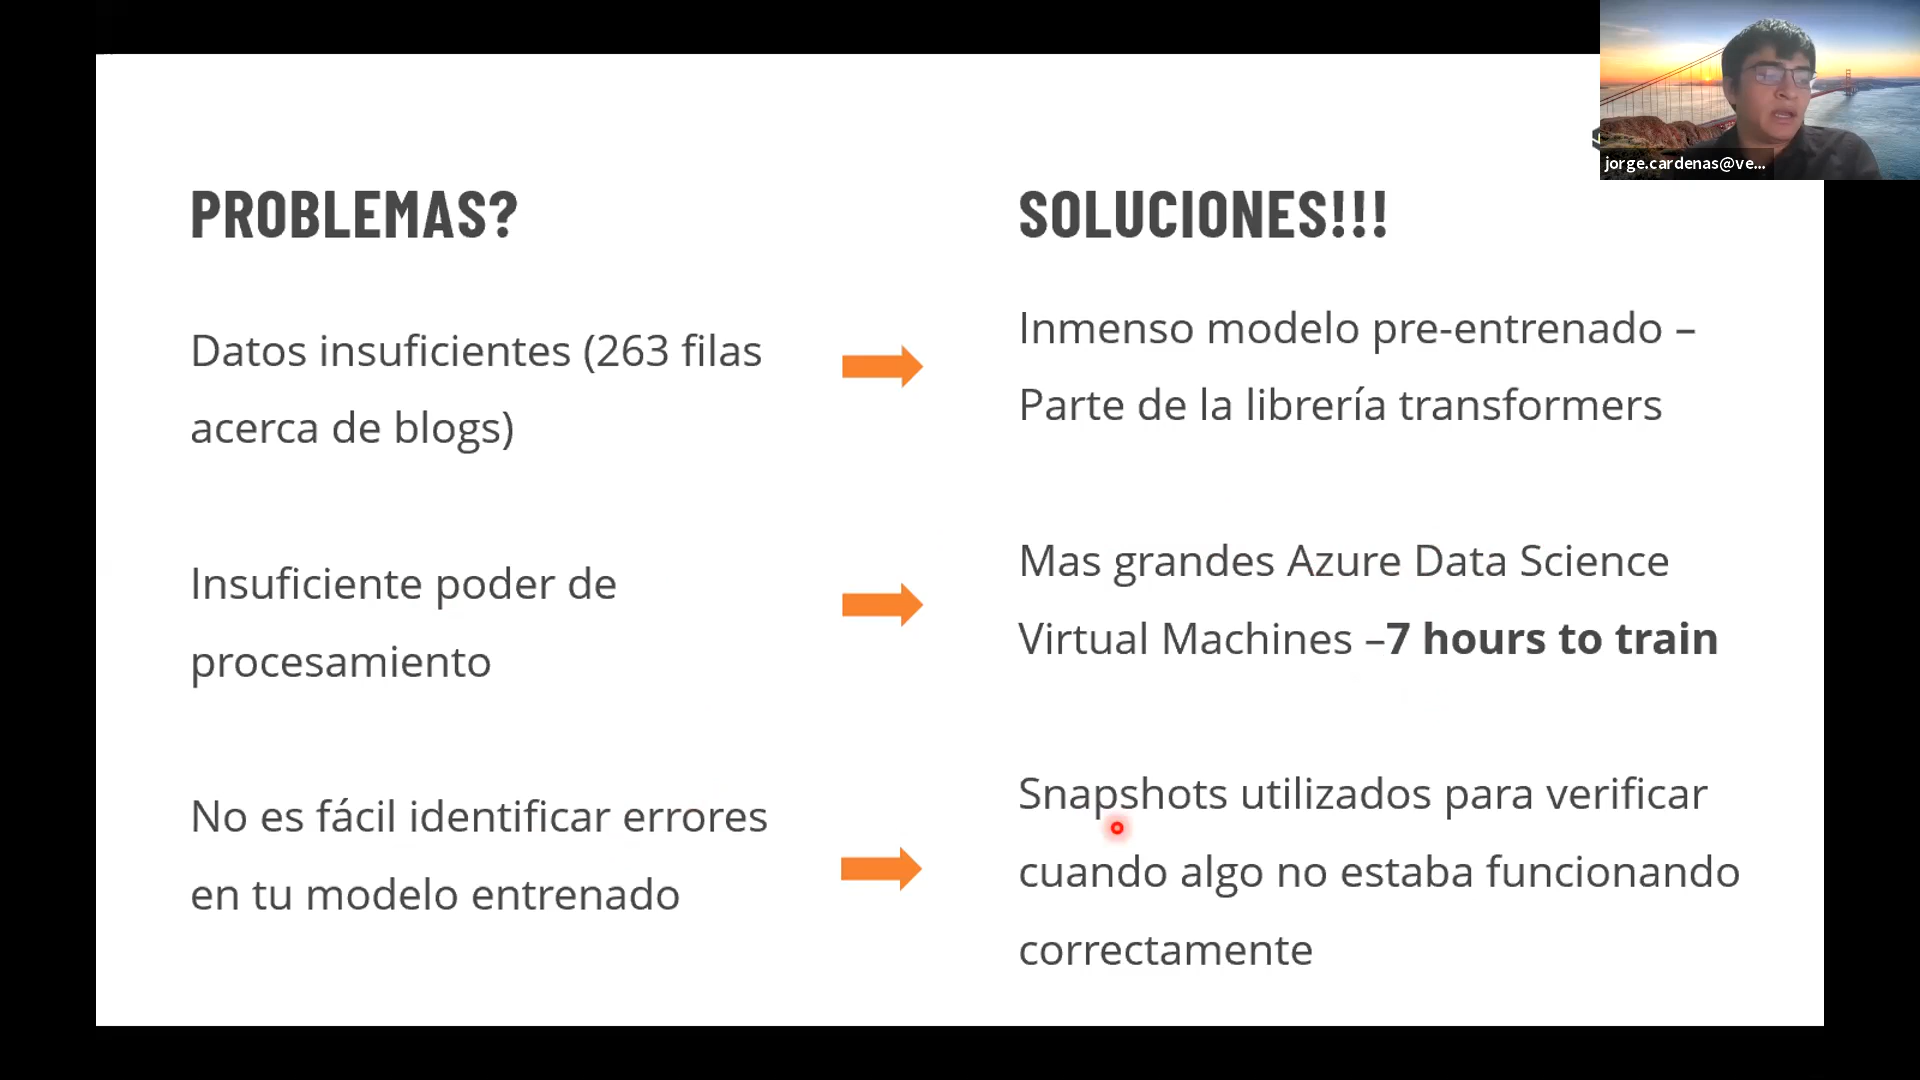 jorge.cardenas@ve...
PROBLEMAS?
Datos insuficientes (263 filas
acerca de blogs)
Insuficiente poder de
procesamiento
No es fácil identificar errores
en tu modelo entrenado
SOLUCIONES!!!
Inmenso modelo pre-entrenado –
Parte de la librería transformers
Mas grandes Azure Data Science
Virtual Machines –7 hours to train
Snapshots utilizados para verificar
cuando algo no estaba funcionando
correctamente